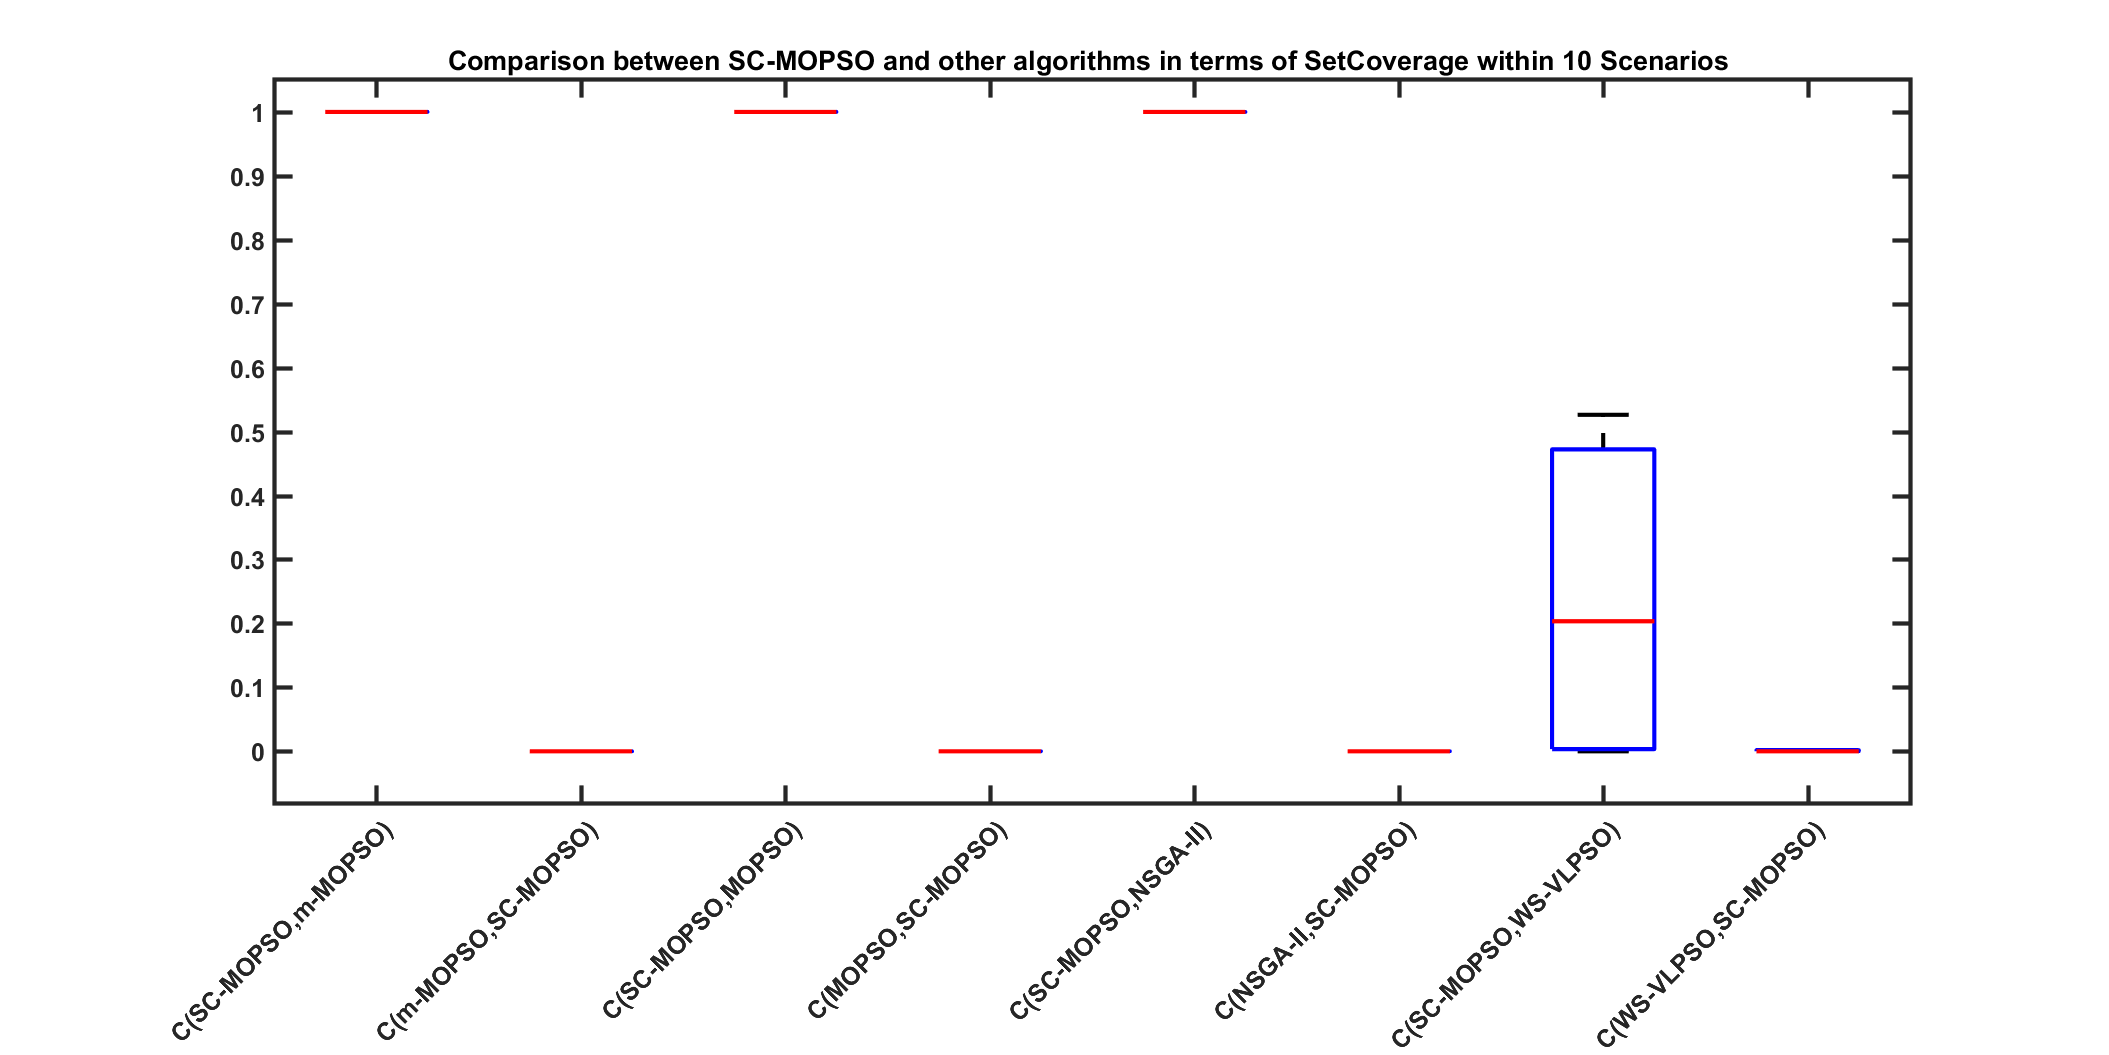 Comparison between SC-MOPSO and other algorithms in terms of SetCoverage within 10 Scenarios
1
0.9
0.8
0.7
0.6
0.5
0.4
0.3
0.2
0.1
0
C(SC-MOPSO,m-MOPSO)
C(m-MOPSO,SC-MOPSO)
C(SC-MOPSO,MOPSO)
C(MOPSO,SC-MOPSO)
C(SC-MOPSO,NSGA-II)
C(NSGA-II,SC-MOPSO)
C(SC-MOPSO,WS-VLPSO)
C(WS-VLPSO,SC-MOPSO)